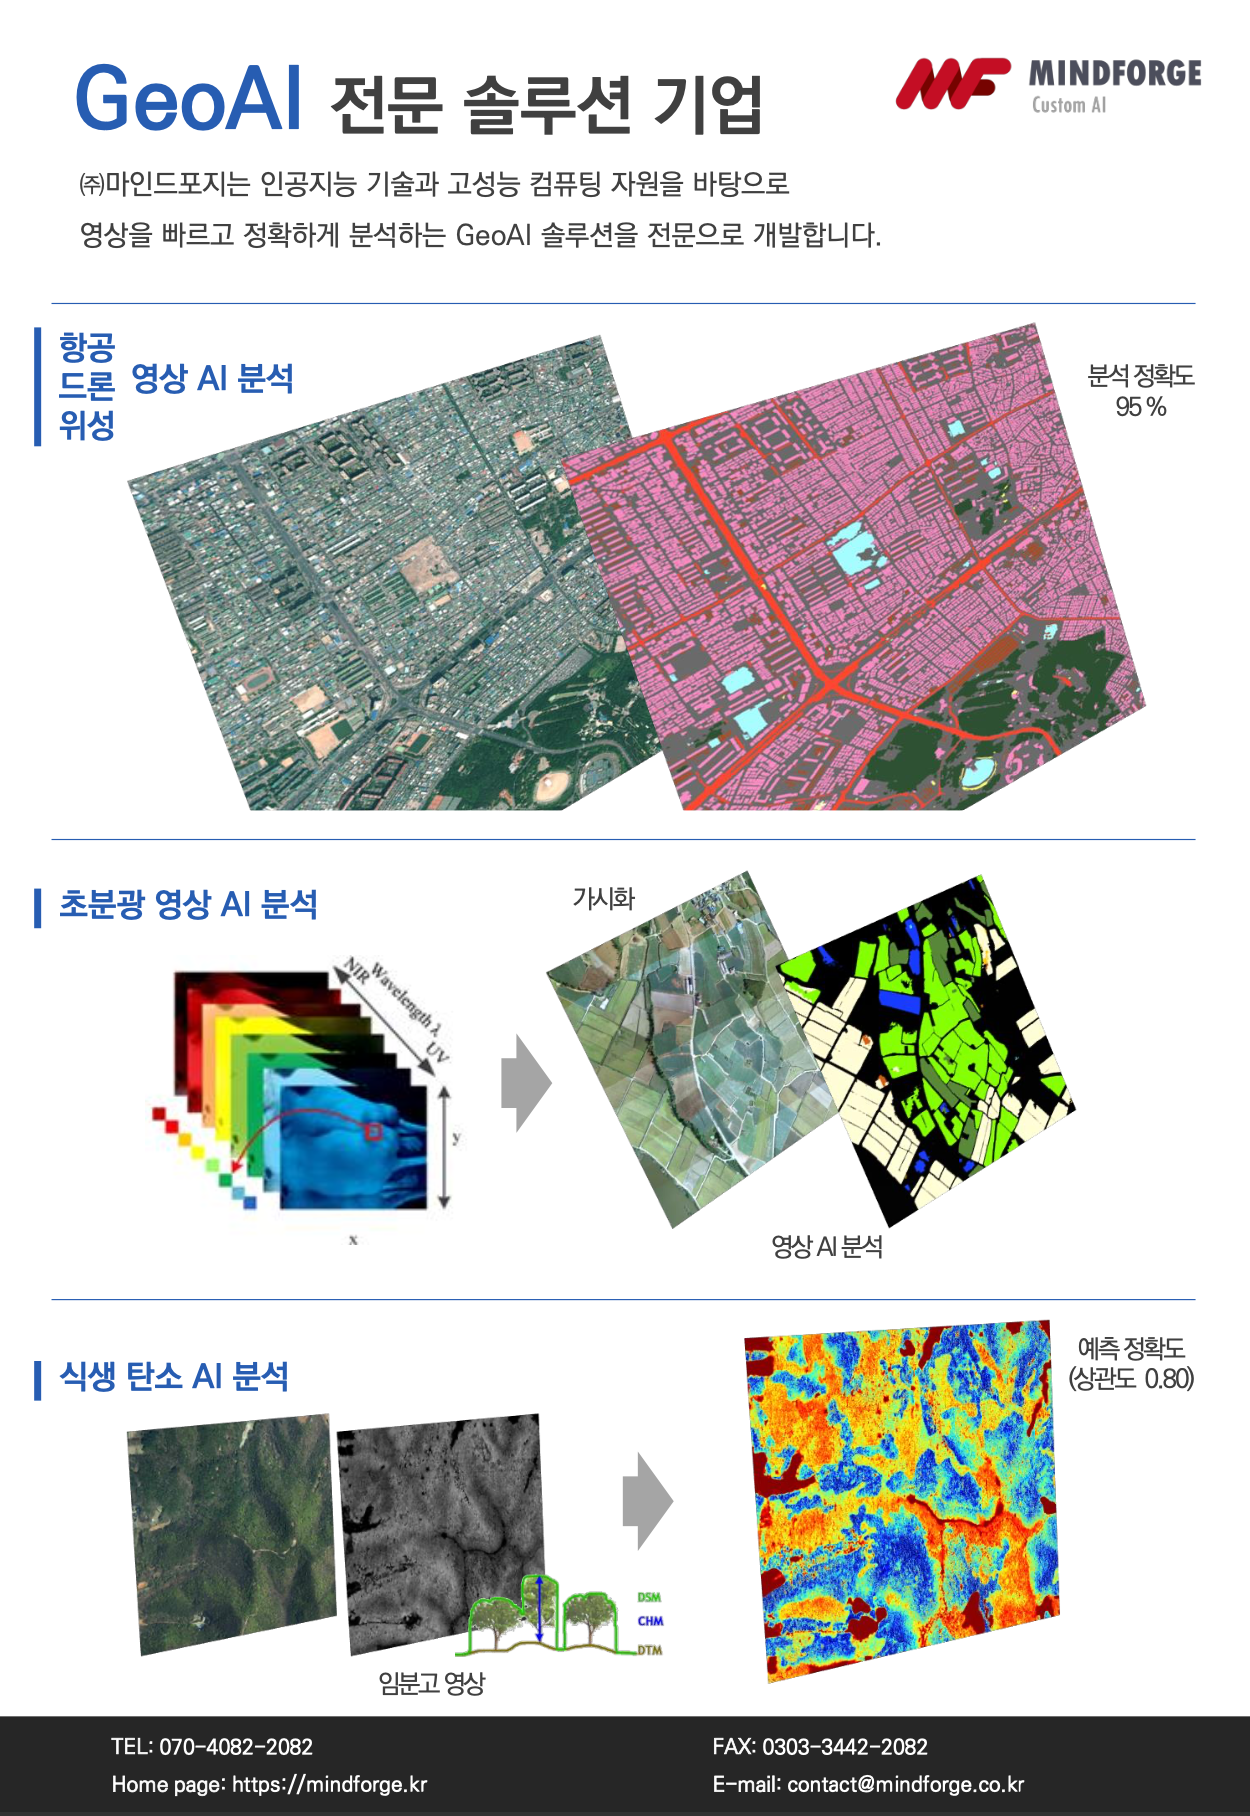 GeoAI 전문 솔루션 기업
MINDFORGE
Custom AI
㈜마인드포지는 인공지능 기술과 고성능 컴퓨팅 자원을 바탕으로
영상을 빠르고 정확하게 분석하는 GeoAI 솔루션을 전문으로 개발합니다.
항공
드론
위성
영상 AI 분석
분석 정확도
95 %
초분광 영상 AI 분석
NIR
Wavelength λ
UV
y
x
가시화
영상 AI 분석
식생 탄소 AI 분석
예측 정확도
(상관도 0.80)
DSM
CHM
DTM
임분고 영상
TEL: 070-4082-2082
FAX: 0303-3442-2082
Home page: https://mindforge.kr
E-mail: contact@mindforge.co.kr